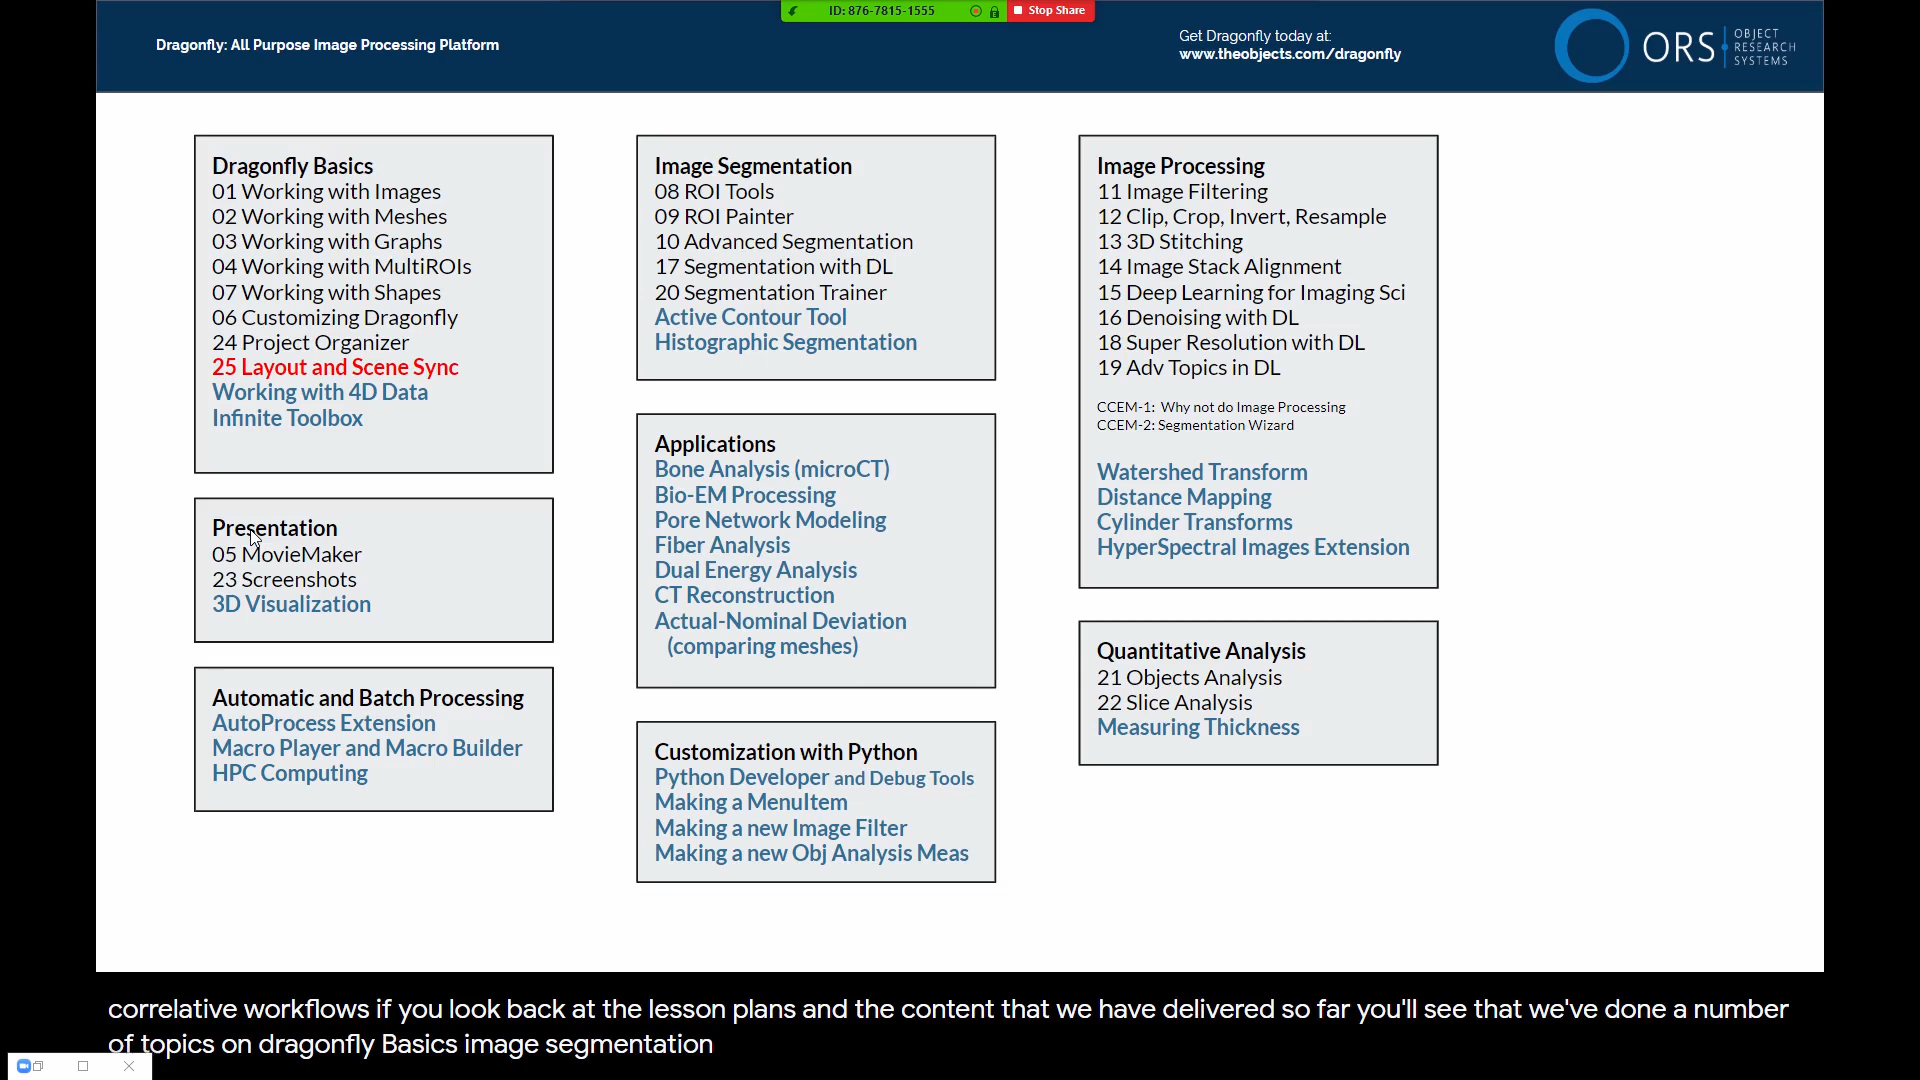 ID: 876-7815-1555
Stop Share
Dragonfly: All Purpose Image Processing Platform
Get Dragonfly today at:
www.theobjects.com/dragonfly
ORS
OBJECT
RESEARCH
SYSTEMS
Dragonfly Basics
01 Working with Images
02 Working with Meshes
03 Working with Graphs
04 Working with MultiROIs
07 Working with Shapes
06 Customizing Dragonfly
24 Project Organizer
25 Layout and Scene Sync
Working with 4D Data
Infinite Toolbox
Presentation
05 MovieMaker
23 Screenshots
3D Visualization
Automatic and Batch Processing
AutoProcess Extension
Macro Player and Macro Builder
HPC Computing
Image Segmentation
08 ROI Tools
09 ROI Painter
10 Advanced Segmentation
17 Segmentation with DL
20 Segmentation Trainer
Active Contour Tool
Histographic Segmentation
Applications
Bone Analysis (microCT)
Bio-EM Processing
Pore Network Modeling
Fiber Analysis
Dual Energy Analysis
CT Reconstruction
Actual-Nominal Deviation
(comparing meshes)
Customization with Python
Python Developer and Debug Tools
Making a MenuItem
Making a new Image Filter
Making a new Obj Analysis Meas
Image Processing
11 Image Filtering
12 Clip, Crop, Invert, Resample
13 3D Stitching
14 Image Stack Alignment
15 Deep Learning for Imaging Sci
16 Denoising with DL
18 Super Resolution with DL
19 Adv Topics in DL
CCEM-1: Why not do Image Processing
CCEM-2: Segmentation Wizard
Watershed Transform
Distance Mapping
Cylinder Transforms
HyperSpectral Images Extension
Quantitative Analysis
21 Objects Analysis
22 Slice Analysis
Measuring Thickness
correlative workflows if you look back at the lesson plans and the content that we have delivered so far you'll see that we've done a number
of topics on dragonfly Basics image segmentation